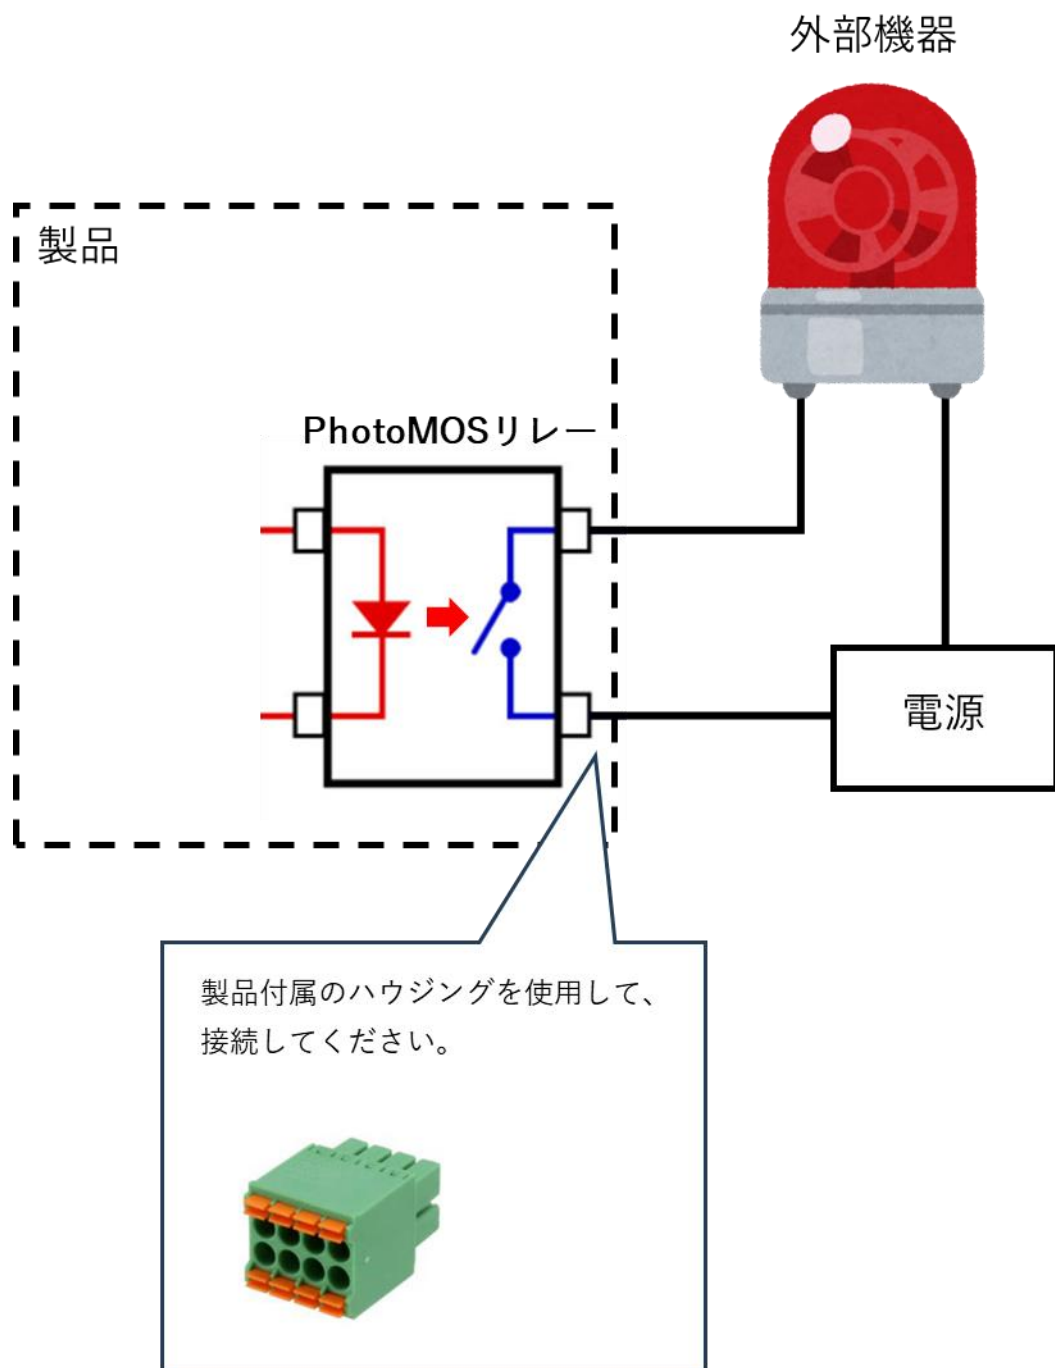 外部機器
製品
PhotoMOSリレー
電源
製品付属のハウジングを使用して、
接続してください。